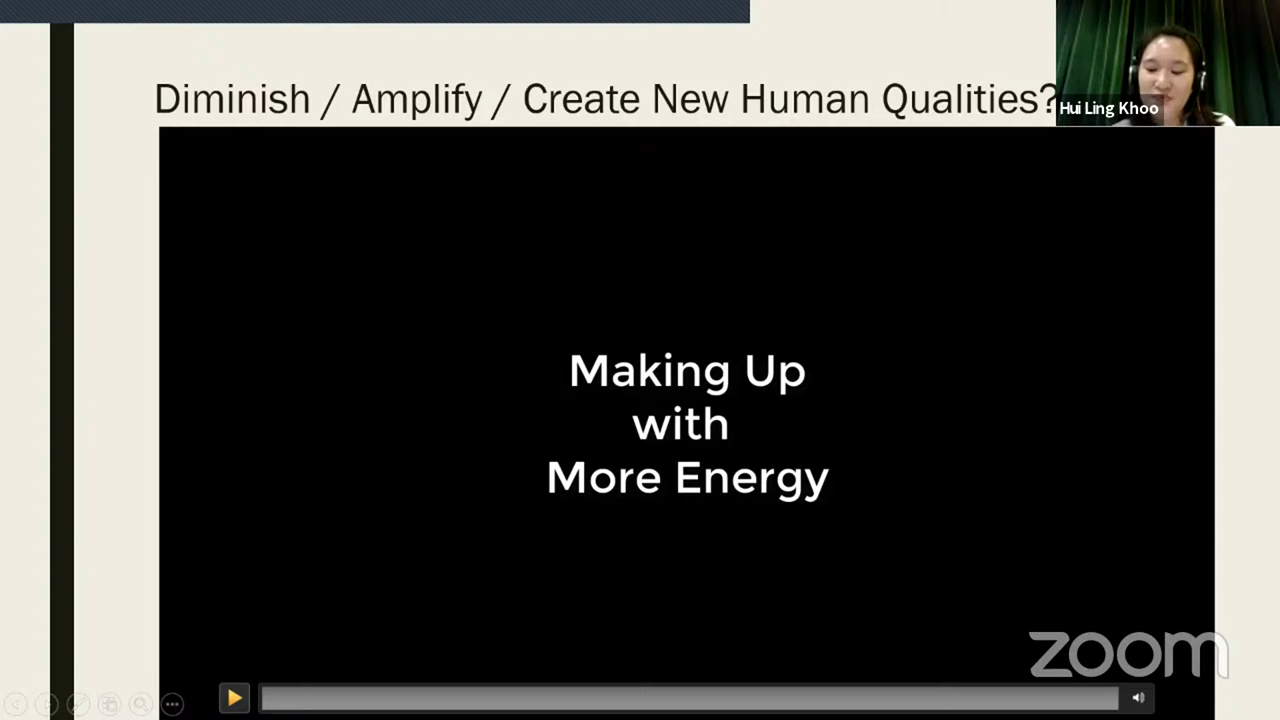 Diminish / Amplify / Create New Human Qualities?
Hui Ling Khoo
Making Up
with
More Energy
zoom